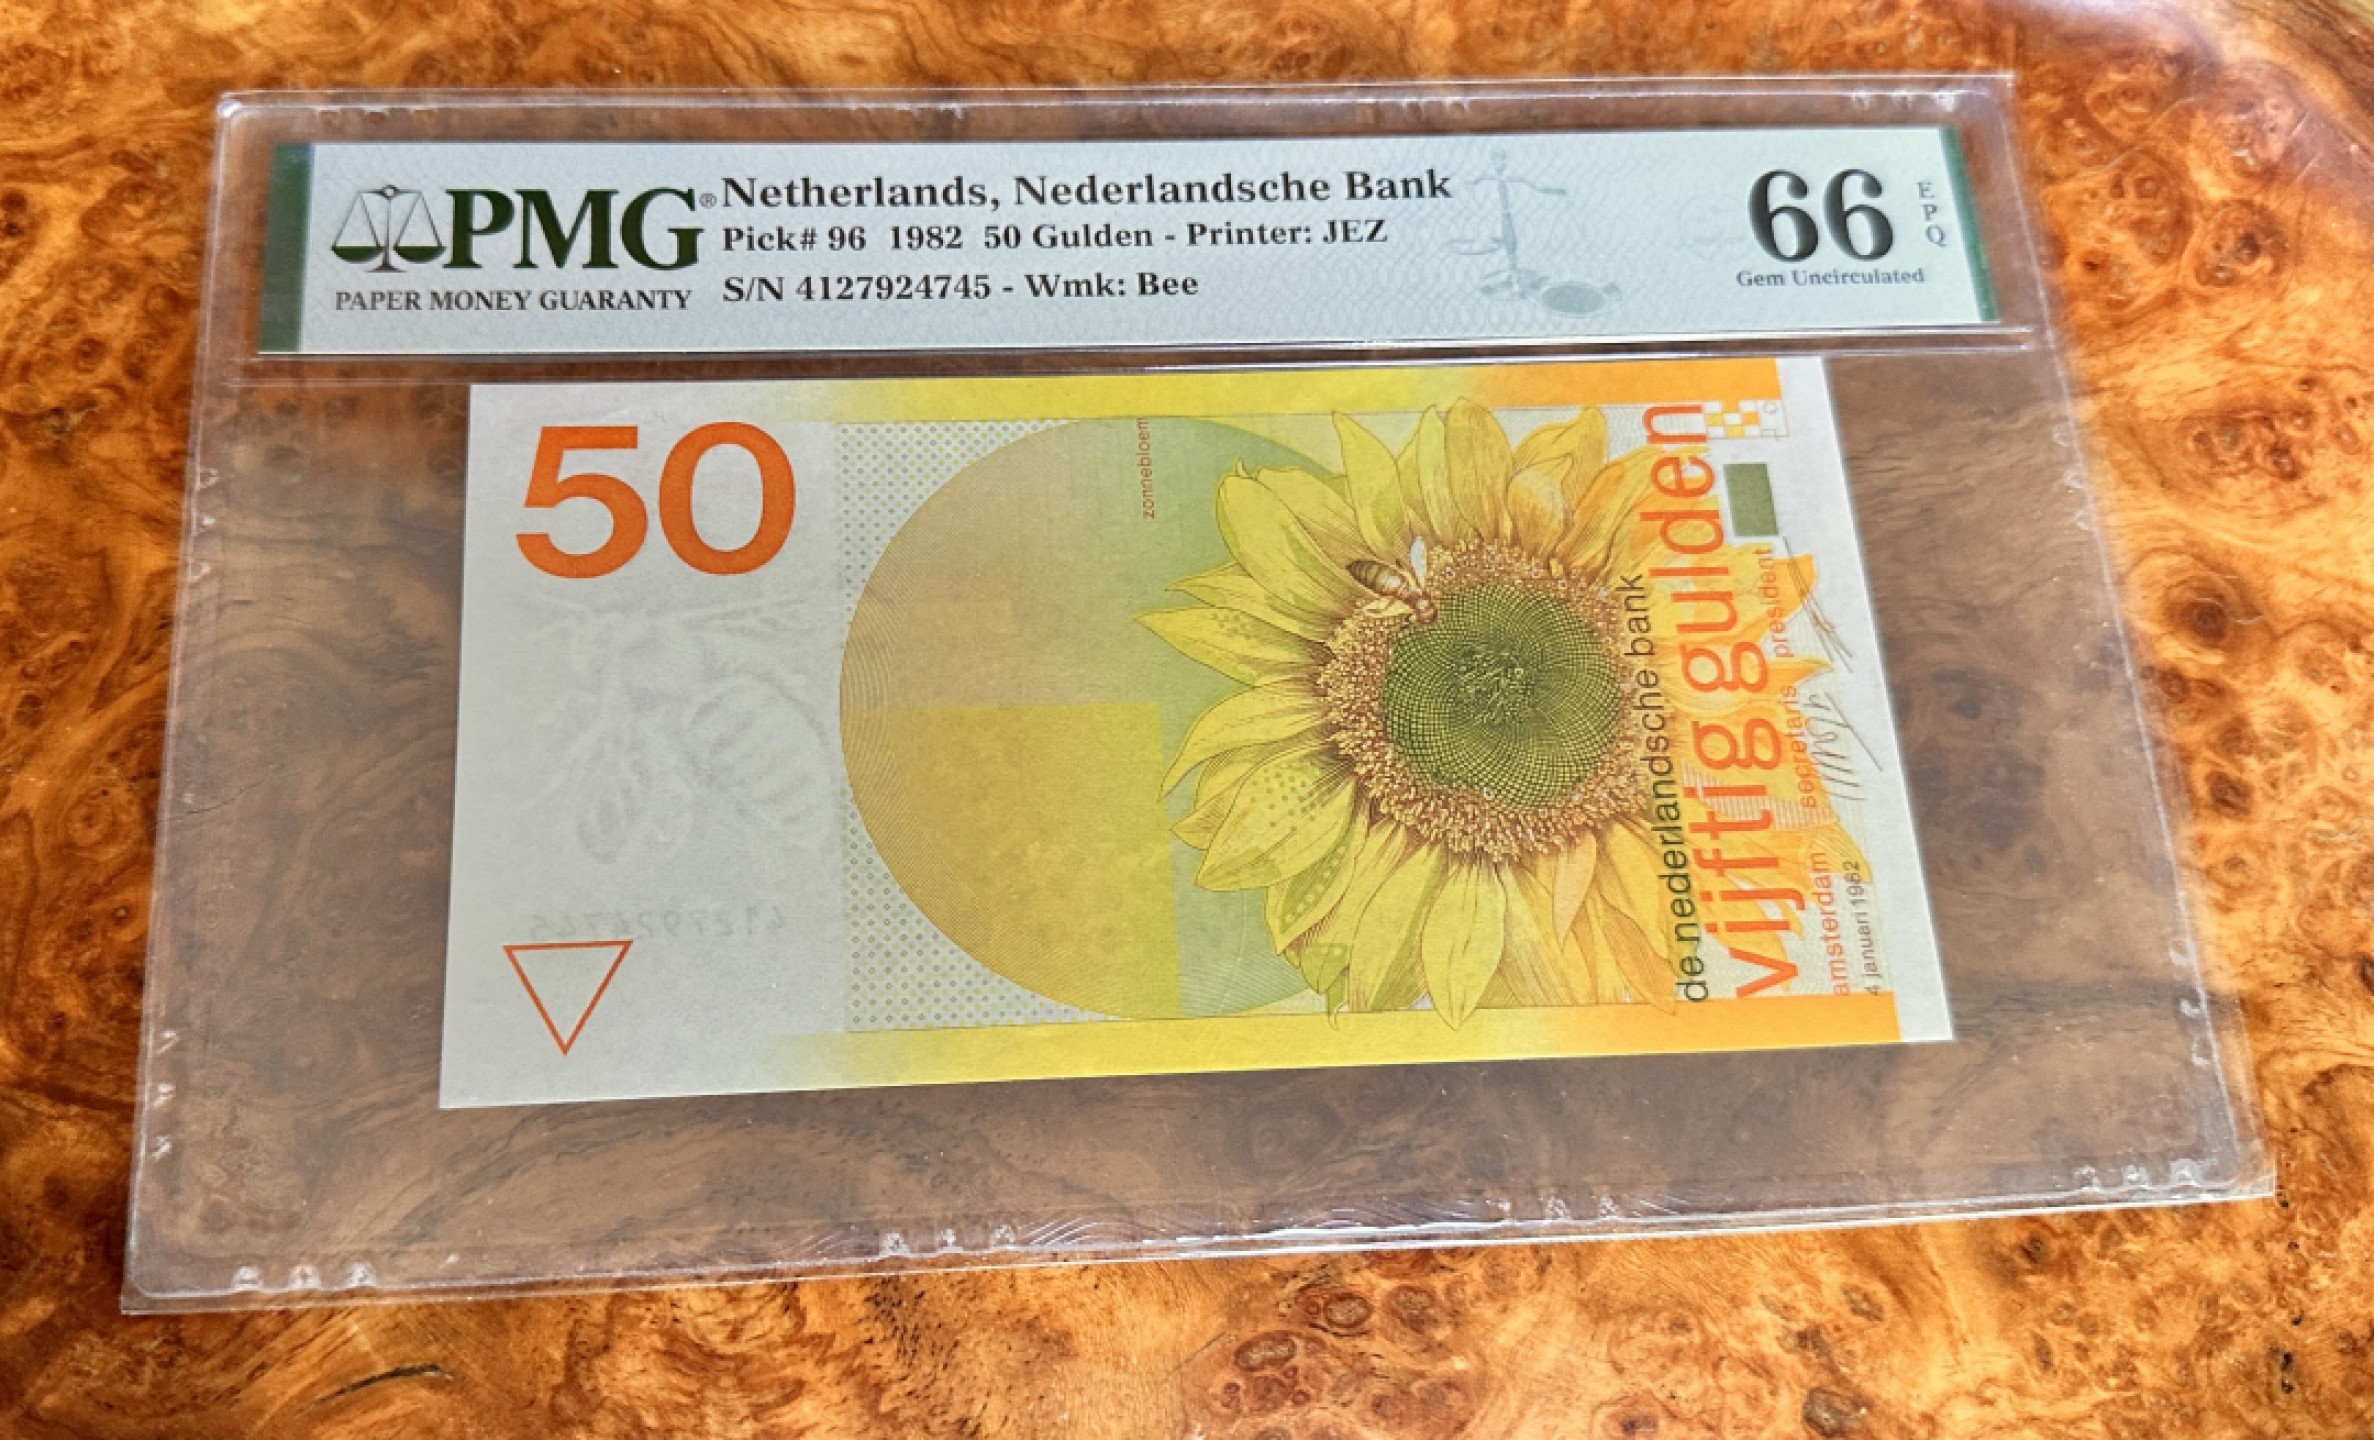 PMG®
PAPER MONEY GUARANTY
Netherlands, Nederlandsche Bank
Pick# 96 1982 50 Gulden - Printer: JEZ
S/N 4127924745 - Wmk: Bee
66
EPQ
Gem Uncirculated
50
zonnebloem
de nederlandsche bank
vijftig gulden
amsterdam secretaris president
4 januari 1982
4127924745